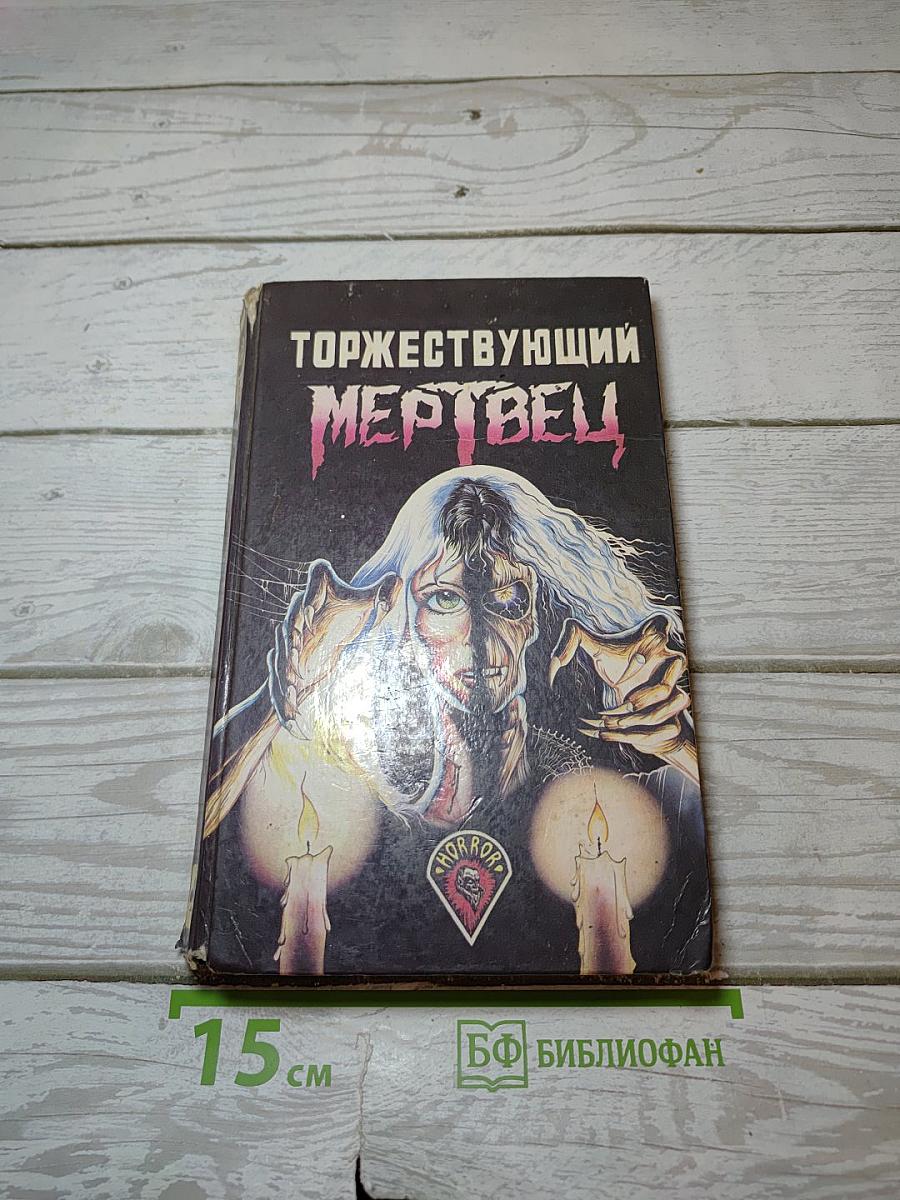 ТОРЖЕСТВУЮЩИЙ
МЕРТВЕЦ
HORROR
15 см
БФ БИБЛИОФАН